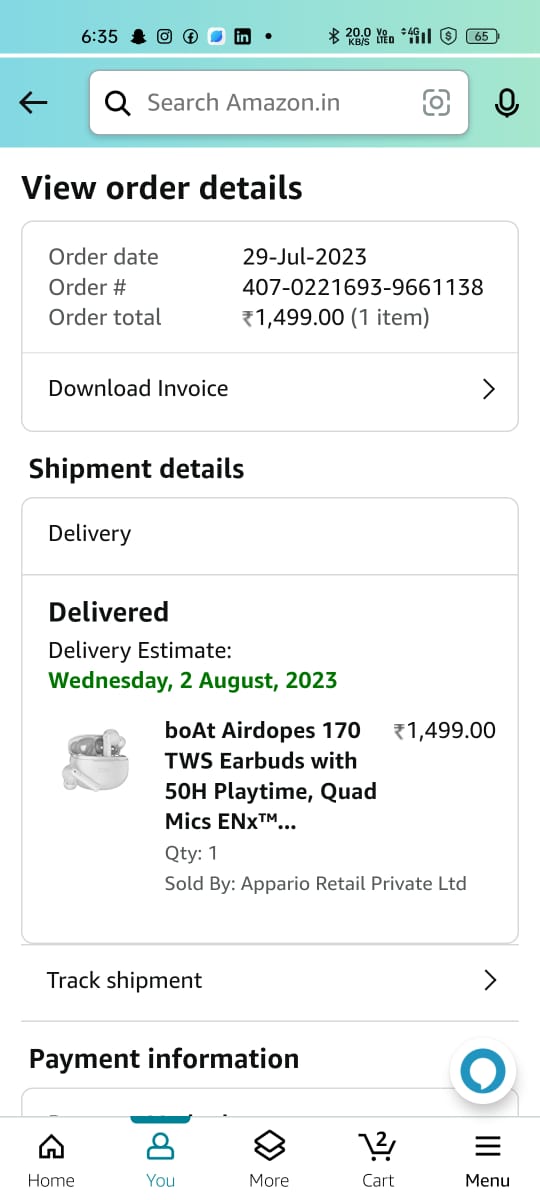 6:35
20.0 KB/S
Vo LTED
4G
65
Search Amazon.in
View order details
Order date 29-Jul-2023
Order # 407-0221693-9661138
Order total ₹1,499.00 (1 item)
Download Invoice
Shipment details
Delivery
Delivered
Delivery Estimate:
Wednesday, 2 August, 2023
boAt Airdopes 170 ₹1,499.00
TWS Earbuds with
50H Playtime, Quad
Mics ENx™...
Qty: 1
Sold By: Appario Retail Private Ltd
Track shipment
Payment information
2
Home You More Cart Menu